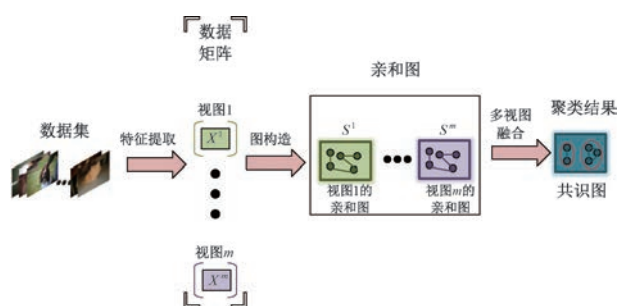 数据集
特征提取
数据
矩阵
视图1
X¹
视图m
Xᵐ
图构造
亲和图
S¹
Sᵐ
视图1的
亲和图
视图m的
亲和图
多视图
融合
聚类结果
共识图